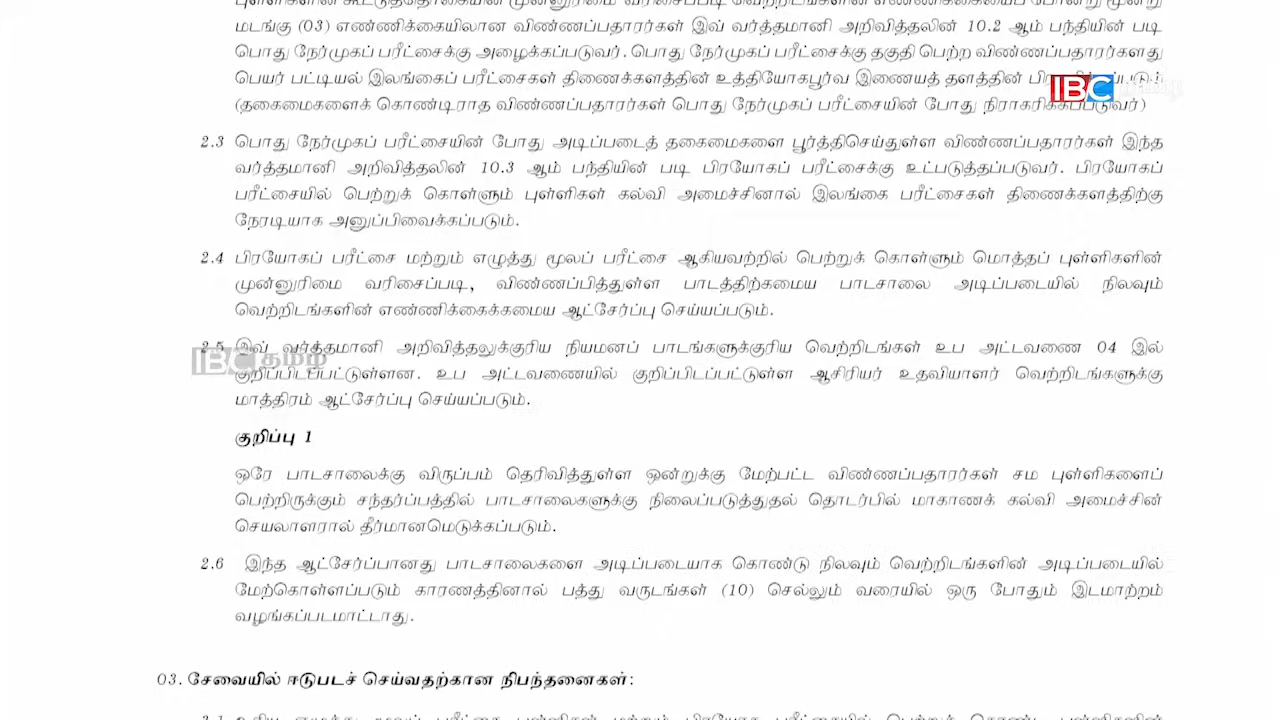 புள்ளிகளின் கூட்டுத்தொகையின் முன்னுரிமை வரிசைப்படி வெற்றிடங்களின் எண்ணிக்கையைப் போன்று மூன்று
மடங்கு (03) எண்ணிக்கையிலான விண்ணப்பதாரர்கள் இவ் வர்த்தமானி அறிவித்தலின் 10.2 ஆம் பந்தியின் படி
பொது நேர்முகப் பரீட்சைக்கு அழைக்கப்படுவர். பொது நேர்முகப் பரீட்சைக்கு தகுதி பெற்ற விண்ணப்பதாரர்களது
பெயர் பட்டியல் இலங்கைப் பரீட்சைகள் திணைக்களத்தின் உத்தியோகபூர்வ இணையத் தளத்தின்
IBC தமிழ்
(தகைமைகளைக் கொண்டிராத விண்ணப்பதாரர்கள் பொது நேர்முகப் பரீட்சையின் போது நிராகரிக்கப்படுவர்)
2.3 பொது நேர்முகப் பரீட்சையின் போது அடிப்படைத் தகைமைகளை பூர்த்திசெய்துள்ள விண்ணப்பதாரர்கள் இந்த
வர்த்தமானி அறிவித்தலின் 10.3 ஆம் பந்தியின் படி பிரயோகப் பரீட்சைக்கு உட்படுத்தப்படுவர். பிரயோகப்
பரீட்சையில் பெற்றுக் கொள்ளும் புள்ளிகள் கல்வி அமைச்சினால் இலங்கை பரீட்சைகள் திணைக்களத்திற்கு
நேரடியாக அனுப்பிவைக்கப்படும்.
2.4 பிரயோகப் பரீட்சை மற்றும் எழுத்து மூலப் பரீட்சை ஆகியவற்றில் பெற்றுக் கொள்ளும் மொத்தப் புள்ளிகளின்
முன்னுரிமை வரிசைப்படி, விண்ணப்பித்துள்ள பாடத்திற்கமைய பாடசாலை அடிப்படையில் நிலவும்
வெற்றிடங்களின் எண்ணிக்கைக்கமைய ஆட்சேர்ப்பு செய்யப்படும்.
2.5 இவ் வர்த்தமானி அறிவித்தலுக்குரிய நியமனப் பாடங்களுக்குரிய வெற்றிடங்கள் உப அட்டவணை 04 இல்
IBC தமிழ்
குறிப்பிடப்பட்டுள்ளன. உப அட்டவணையில் குறிப்பிடப்பட்டுள்ள ஆசிரியர் உதவியாளர் வெற்றிடங்களுக்கு
மாத்திரம் ஆட்சேர்ப்பு செய்யப்படும்.
குறிப்பு 1
ஒரே பாடசாலைக்கு விருப்பம் தெரிவித்துள்ள ஒன்றுக்கு மேற்பட்ட விண்ணப்பதாரர்கள் சம புள்ளிகளைப்
பெற்றிருக்கும் சந்தர்ப்பத்தில் பாடசாலைகளுக்கு நிலைப்படுத்துதல் தொடர்பில் மாகாணக் கல்வி அமைச்சின்
செயலாளரால் தீர்மானமெடுக்கப்படும்.
2.6 இந்த ஆட்சேர்ப்பானது பாடசாலைகளை அடிப்படையாக கொண்டு நிலவும் வெற்றிடங்களின் அடிப்படையில்
மேற்கொள்ளப்படும் காரணத்தினால் பத்து வருடங்கள் (10) செல்லும் வரையில் ஒரு போதும் இடமாற்றம்
வழங்கப்படமாட்டாது.
03. சேவையில் ஈடுபடச் செய்வதற்கான நிபந்தனைகள்: